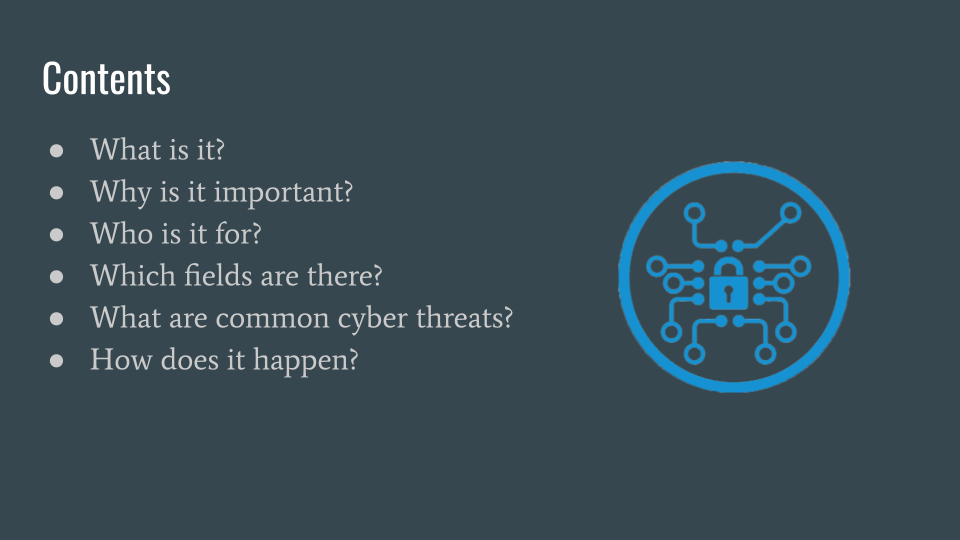 Contents
● What is it?
● Why is it important?
● Who is it for?
● Which fields are there?
● What are common cyber threats?
● How does it happen?